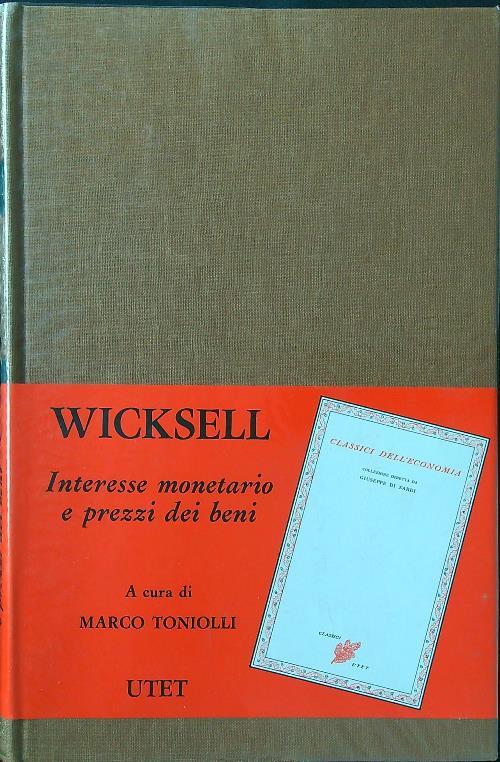 WICKSELL
Interesse monetario
e prezzi dei beni
A cura di
MARCO TONIOLLI
UTET
CLASSICI DELL'ECONOMIA
COLLEZIONE DIRETTA DA
GIUSEPPE DI NARDI
CLASSICI
UTET